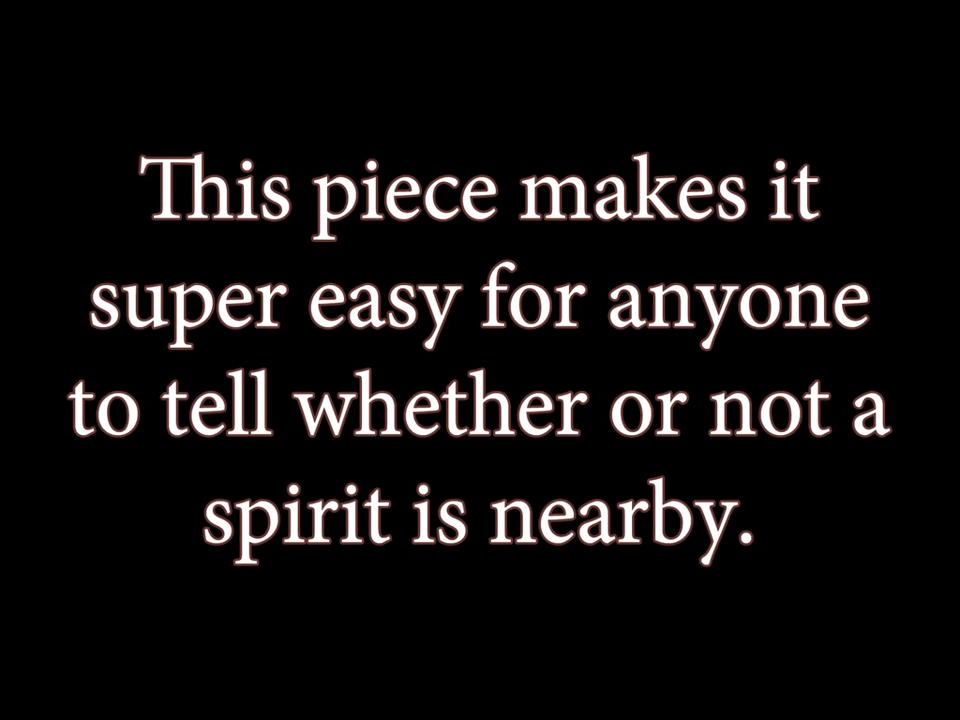 This piece makes it
super easy for anyone
to tell whether or not a
spirit is nearby.